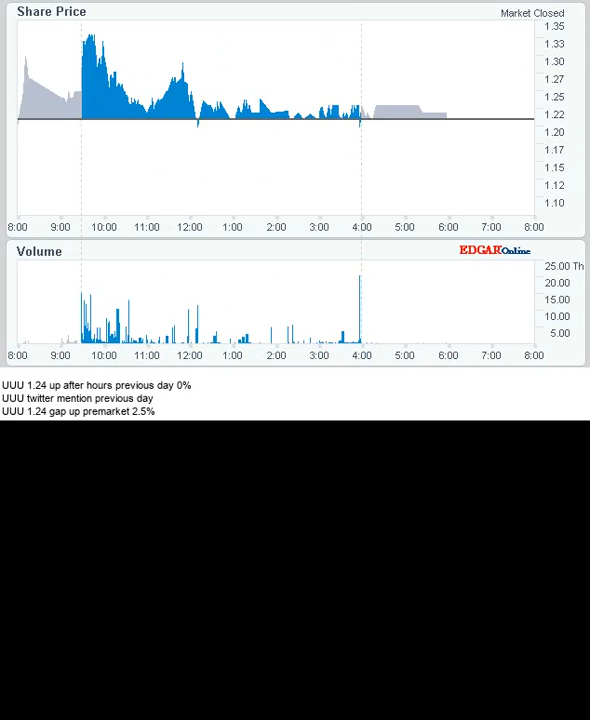 Share Price
Market Closed
1.35
1.33
1.30
1.27
1.25
1.22
1.20
1.17
1.15
1.12
1.10
8:00 9:00 10:00 11:00 12:00 1:00 2:00 3:00 4:00 5:00 6:00 7:00 8:00
Volume
EDGAR Online
25.00 Th
20.00
15.00
10.00
5.00
8:00 9:00 10:00 11:00 12:00 1:00 2:00 3:00 4:00 5:00 6:00 7:00 8:00
UUU 1.24 up after hours previous day 0%
UUU twitter mention previous day
UUU 1.24 gap up premarket 2.5%